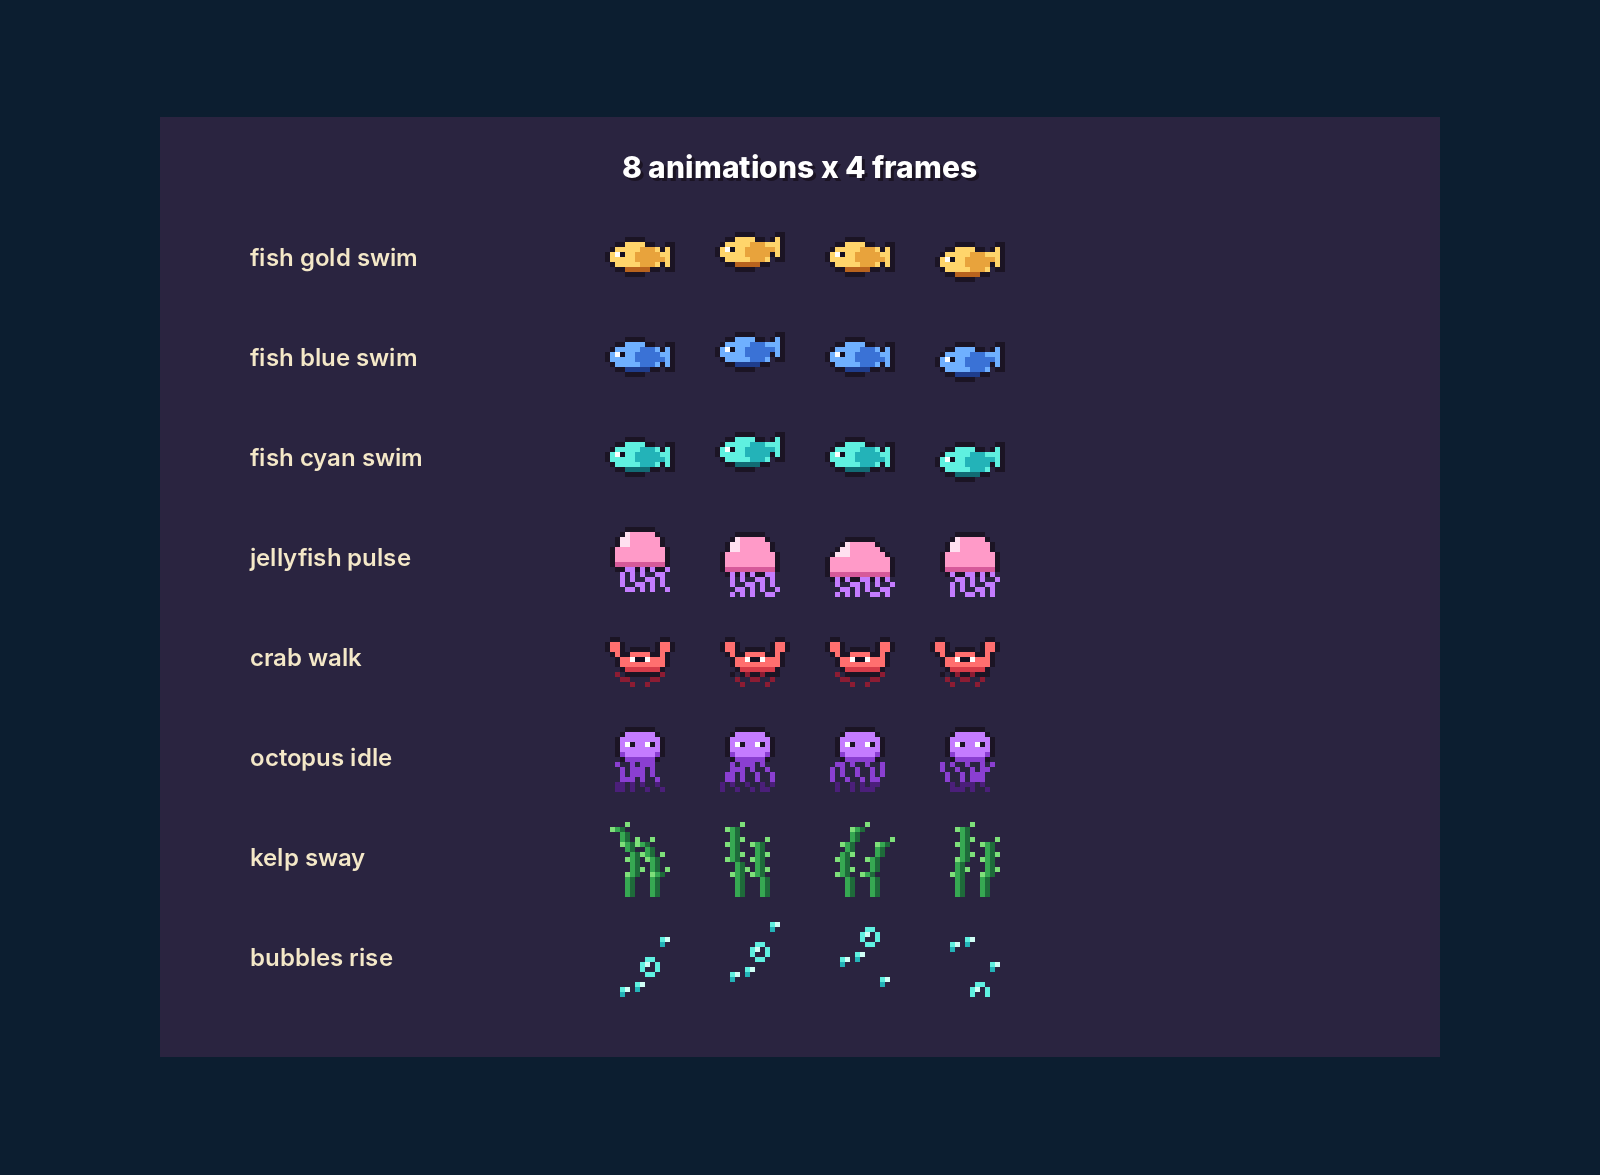 8 animations x 4 frames
fish gold swim
fish blue swim
fish cyan swim
jellyfish pulse
crab walk
octopus idle
kelp sway
bubbles rise